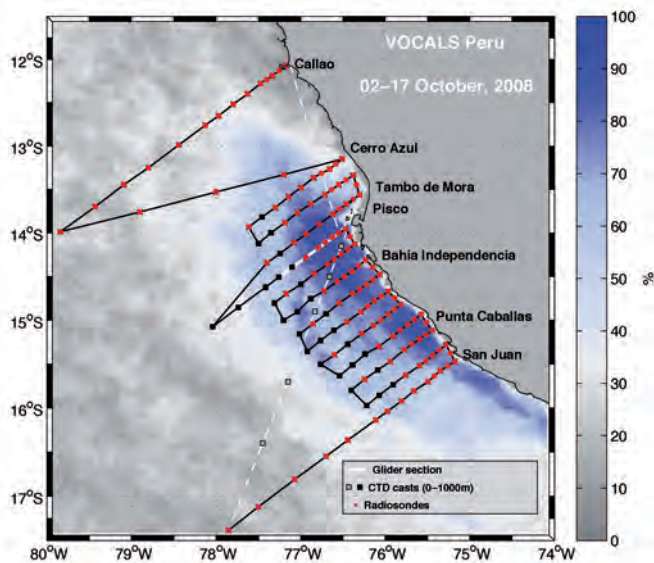 VOCALS Peru
02–17 October, 2008
Callao
Cerro Azul
Tambo de Mora
Pisco
Bahia Independencia
Punta Caballas
San Juan
12°S
13°S
14°S
15°S
16°S
17°S
80°W
79°W
78°W
77°W
76°W
75°W
74°W
Glider section
CTD casts (0–1000m)
Radiosondes
100
90
80
70
60
50
40
30
20
10
0
%